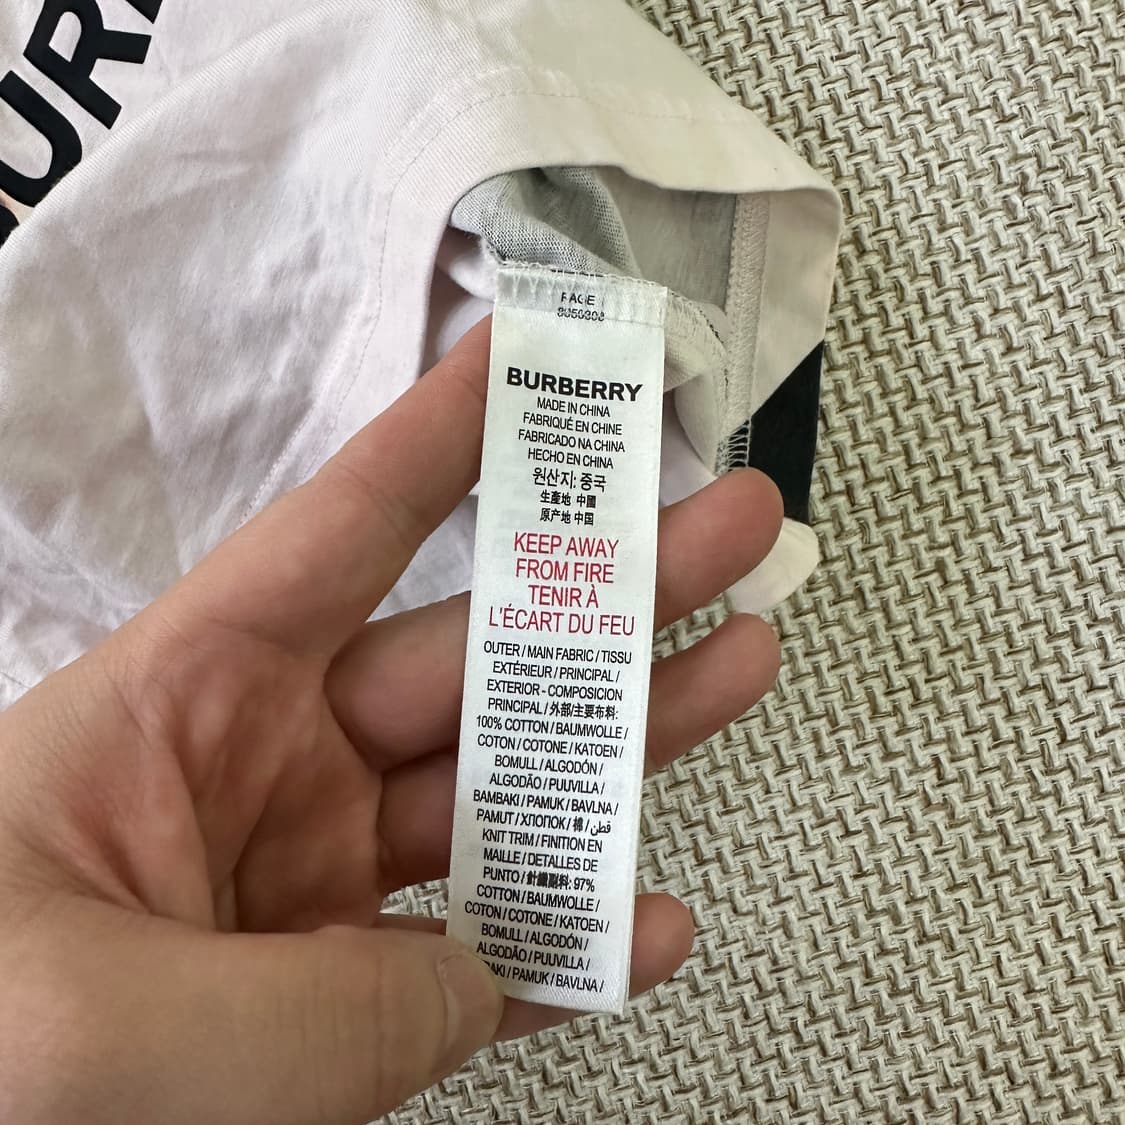 BUR
PAGE 1
BURBERRY
MADE IN CHINA
FABRIQUÉ EN CHINE
FABRICADO NA CHINA
HECHO EN CHINA
원산지: 중국
生產地 中國
原产地 中国
KEEP AWAY
FROM FIRE
TENIR À
L'ÉCART DU FEU
OUTER / MAIN FABRIC / TISSU
EXTÉRIEUR / PRINCIPAL /
EXTERIOR - COMPOSICION
PRINCIPAL / 外部/主要布料:
100% COTTON / BAUMWOLLE /
COTON / COTONE / KATOEN /
BOMULL / ALGODÓN /
ALGODÃO / PUUVILLA /
BAMBAKI / PAMUK / BAVLNA /
PAMUT / ХЛОПОК / 棉 / قطن
KNIT TRIM / FINITION EN
MAILLE / DETALLES DE
PUNTO / 針織副料: 97%
COTTON / BAUMWOLLE /
COTON / COTONE / KATOEN /
BOMULL / ALGODÓN /
ALGODÃO / PUUVILLA /
BAKI / PAMUK / BAVLNA /